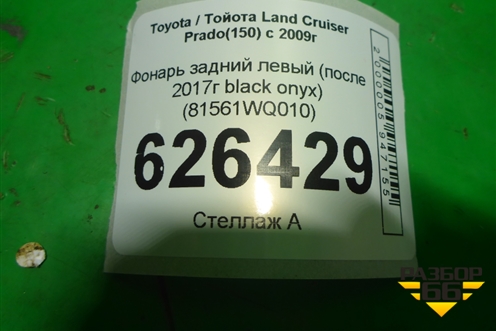 Toyota / Тойота Land Cruiser
Prado(150) с 2009г
Фонарь задний левый (после
2017г black onyx)
(81561WQ010)
626429
Стеллаж А
2000005947155
РАЗБОР
66